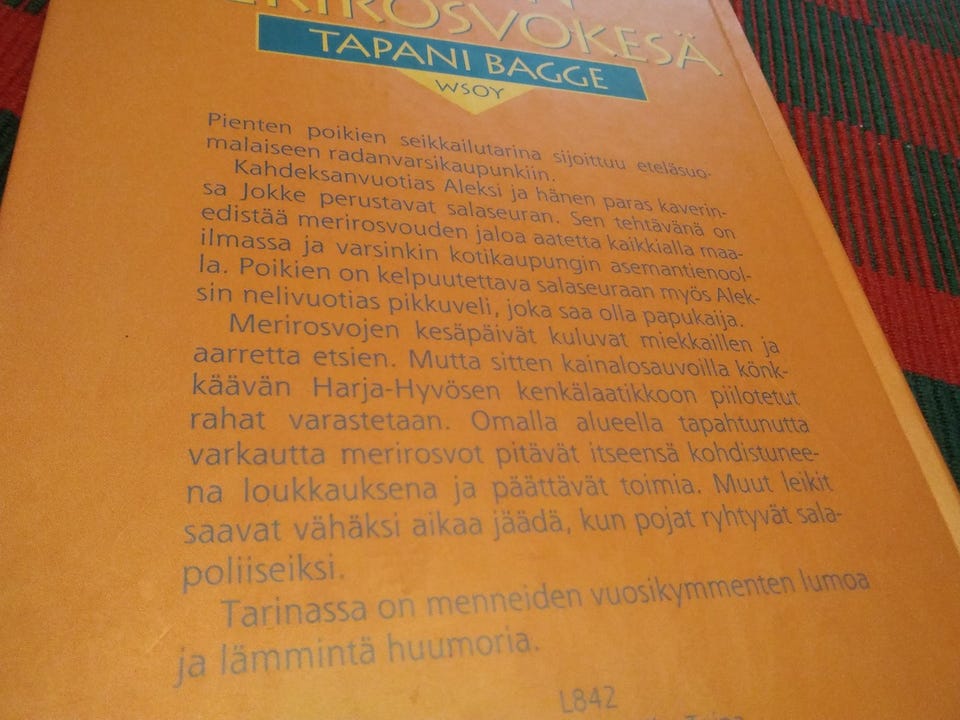 MERIROSVOKESÄ
TAPANI BAGGE
WSOY
Pienten poikien seikkailutarina sijoittuu eteläsuo-
malaiseen radanvarsikaupunkiin.
Kahdeksanvuotias Aleksi ja hänen paras kaverin-
sa Jokke perustavat salaseuran. Sen tehtävänä on
edistää merirosvouden jaloa aatetta kaikkialla maa-
ilmassa ja varsinkin kotikaupungin asemantienool-
la. Poikien on kelpuutettava salaseuraan myös Alek-
sin nelivuotias pikkuveli, joka saa olla papukaija.
Merirosvojen kesäpäivät kuluvat miekkaillen ja
aarretta etsien. Mutta sitten kainalosauvoilla könk-
käävän Harja-Hyvösen kenkälaatikkoon piilotetut
rahat varastetaan. Omalla alueella tapahtunutta
varkautta merirosvot pitävät itseensä kohdistunee-
na loukkauksena ja päättävät toimia. Muut leikit
saavat vähäksi aikaa jäädä, kun pojat ryhtyvät sala-
poliiseiksi.
Tarinassa on menneiden vuosikymmenten lumoa
ja lämmintä huumoria.
L842